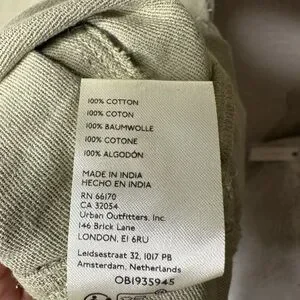 100% COTTON
100% COTON
100% BAUMWOLLE
100% COTONE
100% ALGODÓN
MADE IN INDIA
HECHO EN INDIA
RN 66170
CA 32054
Urban Outfitters, Inc.
146 Brick Lane
LONDON, E1 6RU
Leidsestraat 32, 1017 PB
Amsterdam, Netherlands
OB1935945